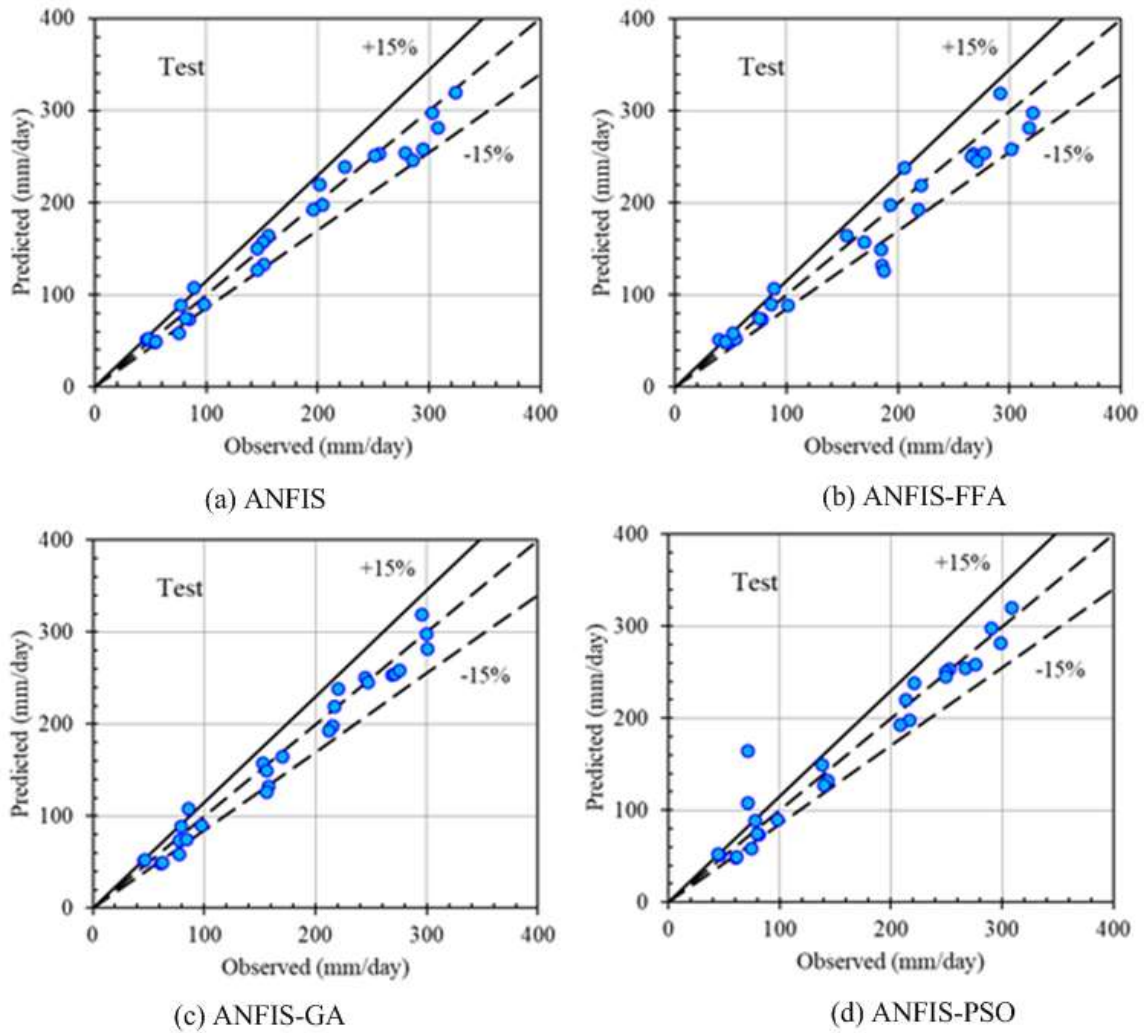 400
300
200
100
0
Predicted (mm/day)
Test
+15%
-15%
0 100 200 300 400
Observed (mm/day)
(a) ANFIS
400
300
200
100
0
Predicted (mm/day)
Test
+15%
-15%
0 100 200 300 400
Observed (mm/day)
(b) ANFIS-FFA
400
300
200
100
0
Predicted (mm/day)
Test
+15%
-15%
0 100 200 300 400
Observed (mm/day)
(c) ANFIS-GA
400
300
200
100
0
Predicted (mm/day)
Test
+15%
-15%
0 100 200 300 400
Observed (mm/day)
(d) ANFIS-PSO